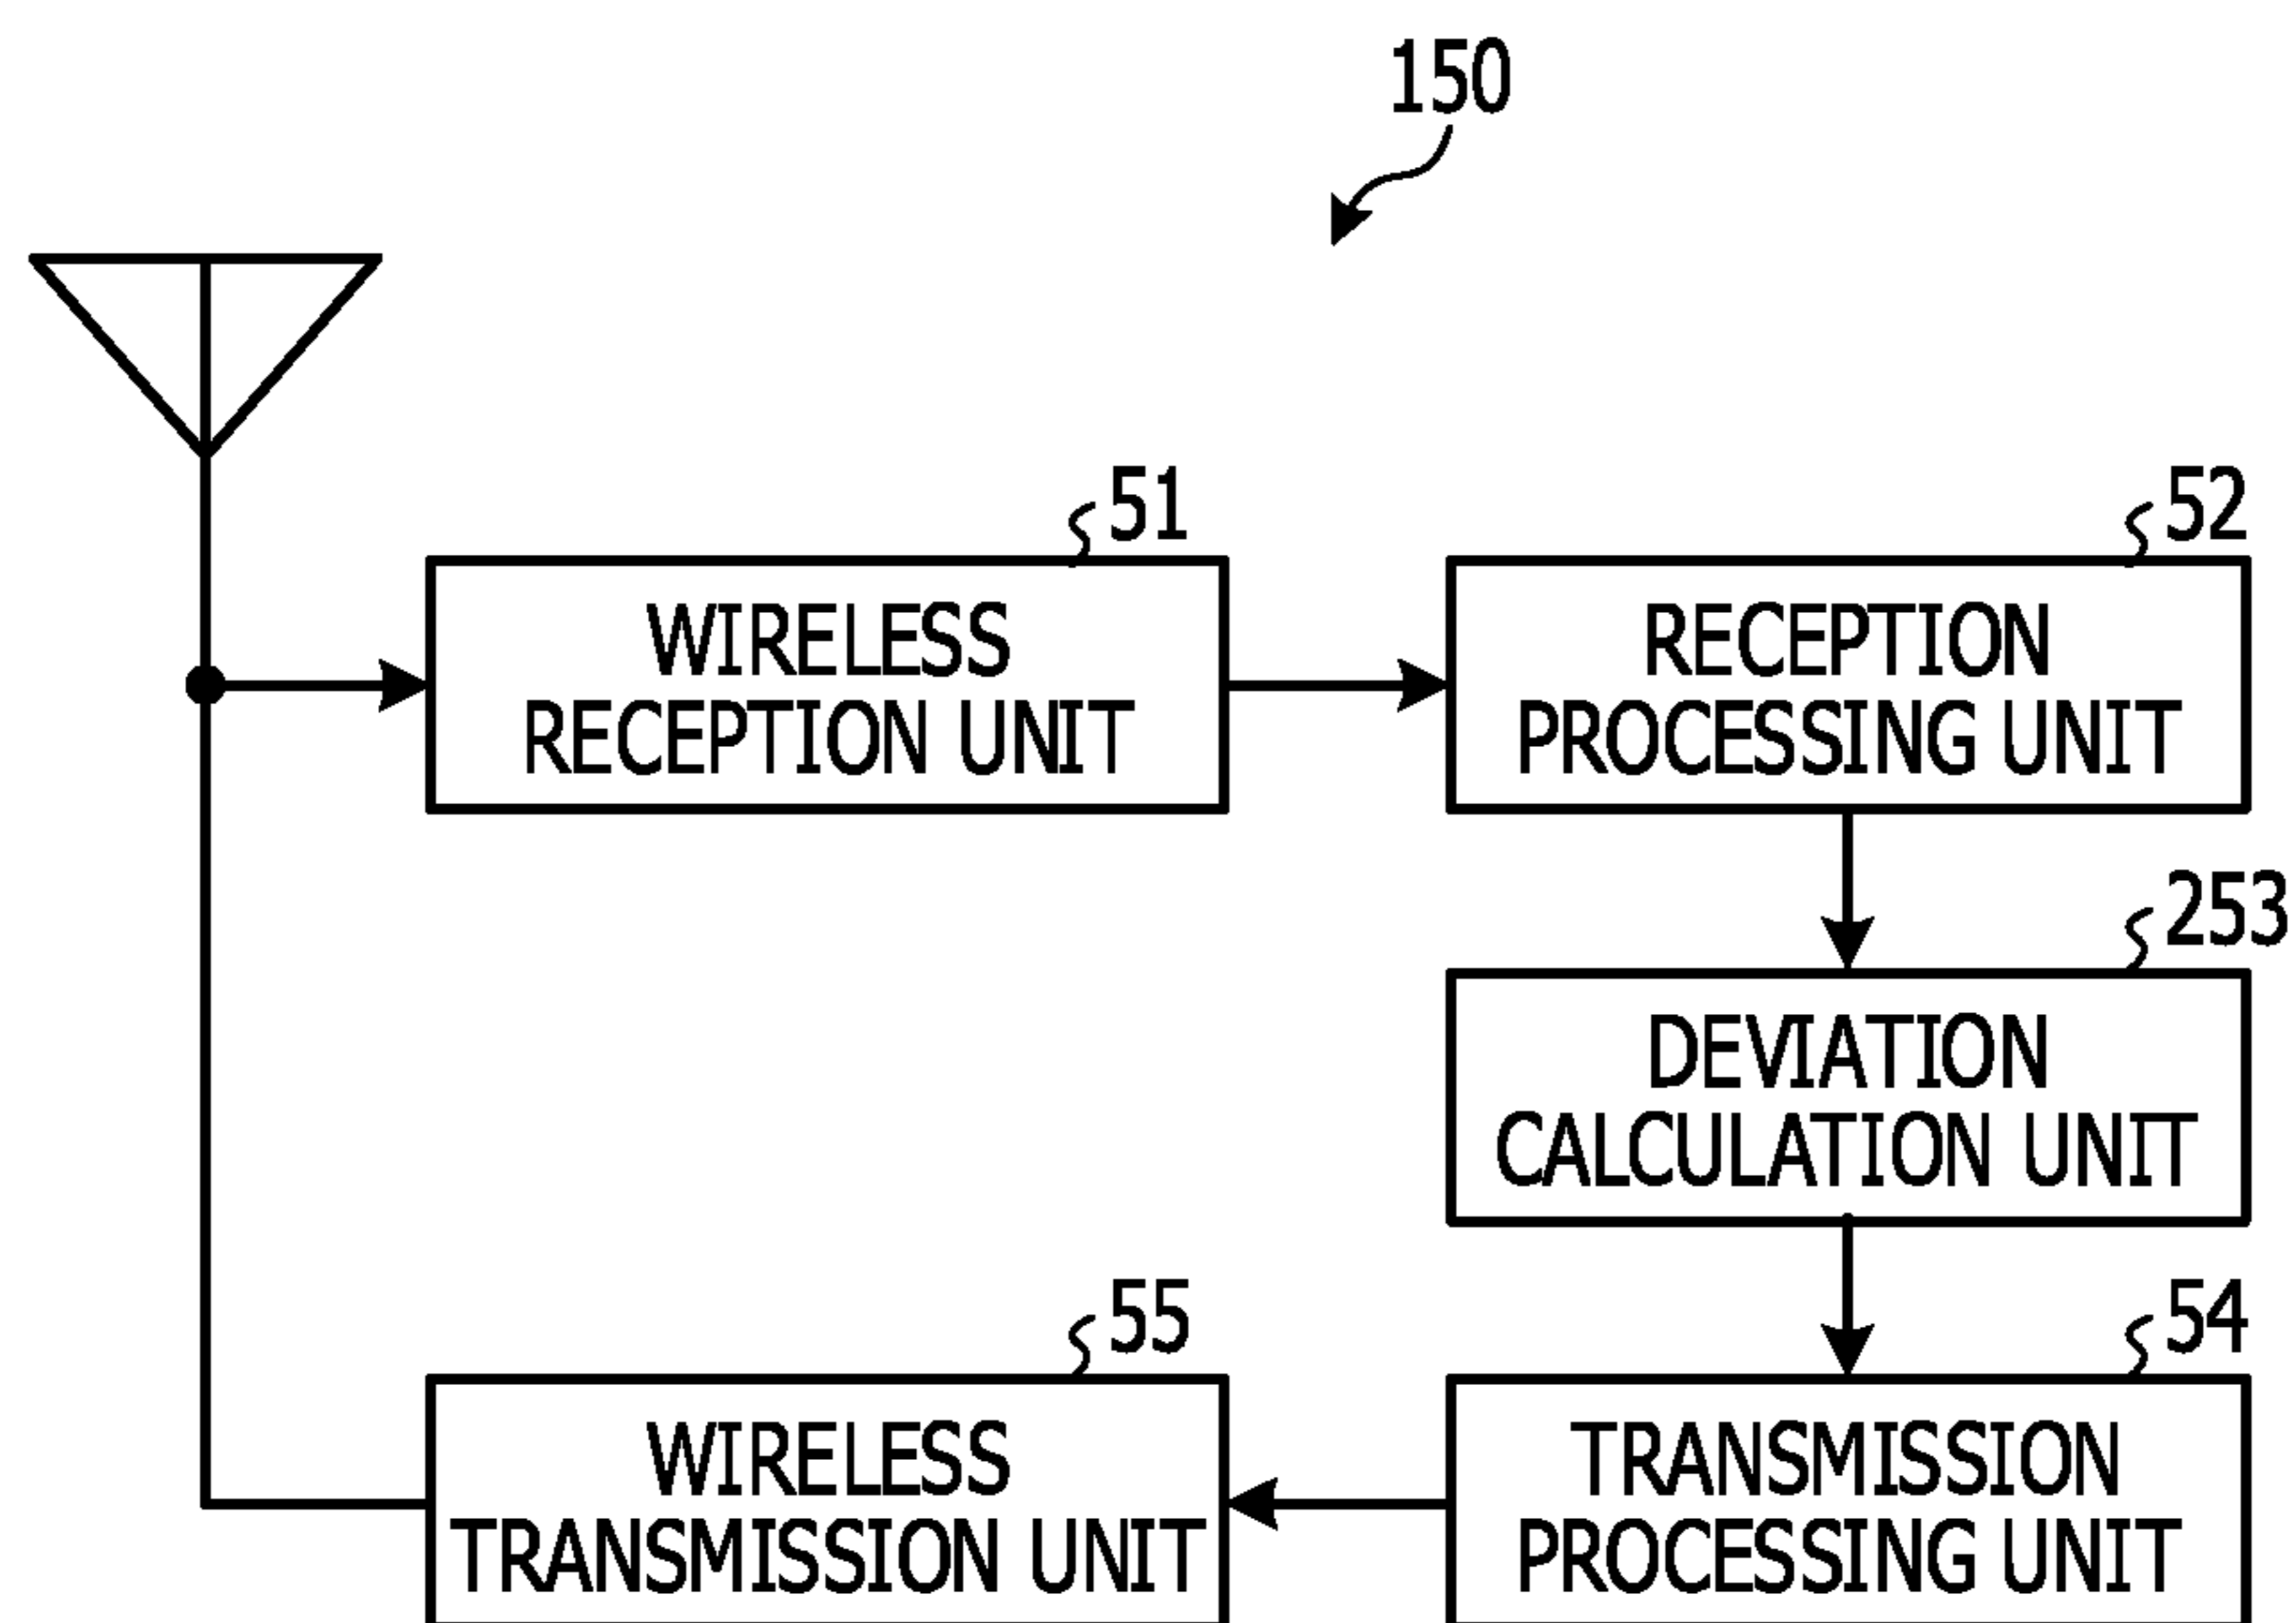 150
51
WIRELESS
RECEPTION UNIT
52
RECEPTION
PROCESSING UNIT
253
DEVIATION
CALCULATION UNIT
55
WIRELESS
TRANSMISSION UNIT
54
TRANSMISSION
PROCESSING UNIT